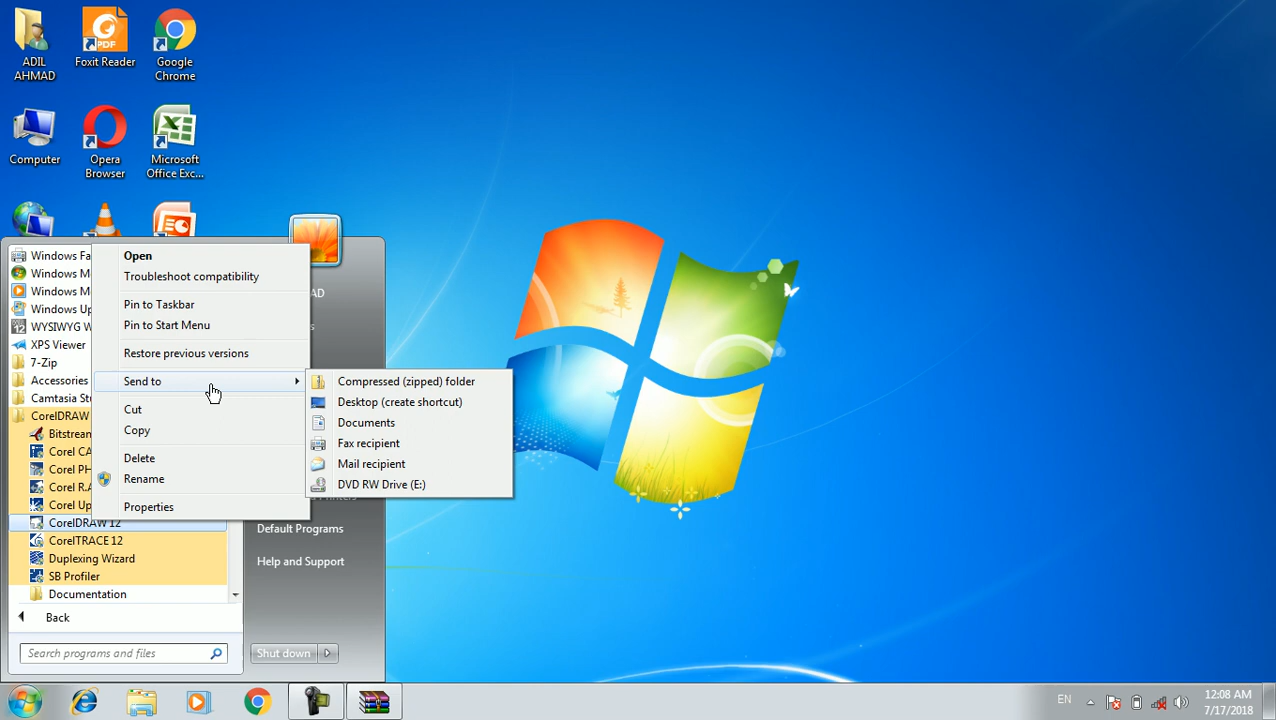 ADIL
AHMAD
Foxit Reader
PDF
Google
Chrome
Computer
Opera
Browser
Microsoft
Office Exc...
Windows Fa
Windows M
Windows M
Windows Up
WYSIWYG W
XPS Viewer
7-Zip
Accessories
Camtasia Stu
CorelDRAW
Bitstream
Corel CA
Corel PH
Corel R.A
Corel Up
CorelDRAW 12
CorelTRACE 12
Duplexing Wizard
SB Profiler
Documentation
Back
Search programs and files
Open
Troubleshoot compatibility
Pin to Taskbar
Pin to Start Menu
Restore previous versions
Send to
Cut
Copy
Delete
Rename
Properties
Compressed (zipped) folder
Desktop (create shortcut)
Documents
Fax recipient
Mail recipient
DVD RW Drive (E:)
AD
Default Programs
Help and Support
Shut down
EN
12:08 AM
7/17/2018